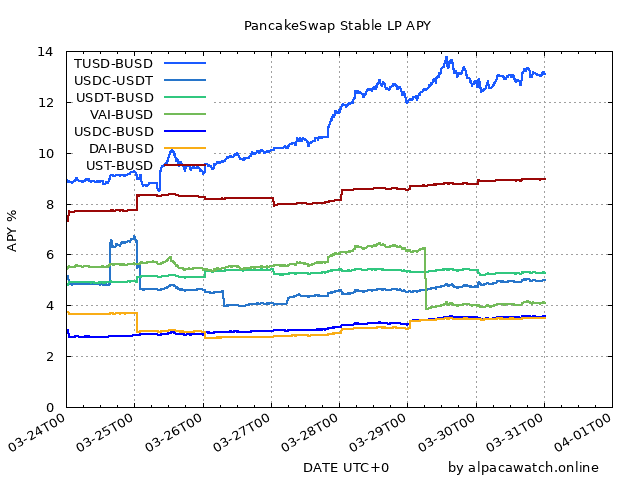 PancakeSwap Stable LP APY
14
12
10
8
6
4
2
0
APY %
TUSD-BUSD
USDC-USDT
USDT-BUSD
VAI-BUSD
USDC-BUSD
DAI-BUSD
UST-BUSD
03-24T00
03-25T00
03-26T00
03-27T00
03-28T00
03-29T00
03-30T00
03-31T00
04-01T00
DATE UTC+0
by alpacawatch.online